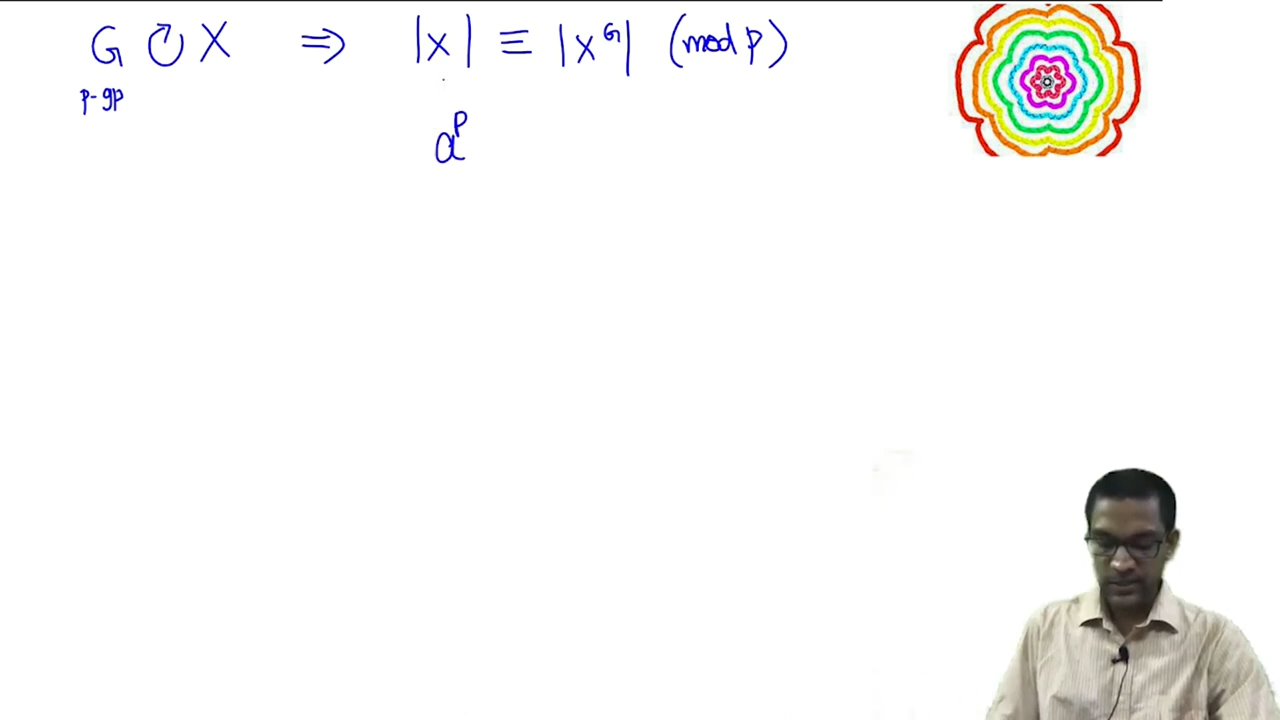 G ↻ X ⇒ |X| ≡ |X^G| (mod p)
p-gp
a^p